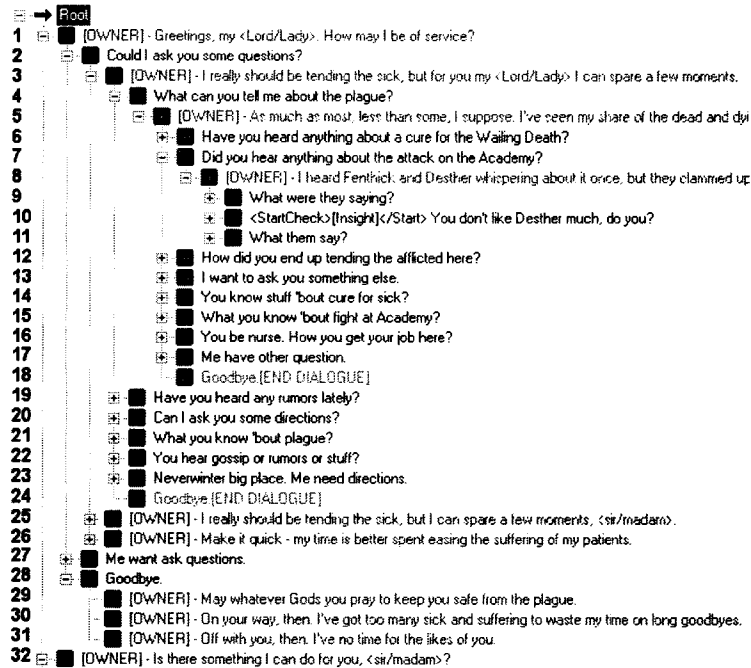 Root
1 [OWNER] - Greetings, my <Lord/Lady>. How may I be of service?
2 Could I ask you some questions?
3 [OWNER] - I really should be tending the sick, but for you my <Lord/Lady> I can spare a few moments.
4 What can you tell me about the plague?
5 [OWNER] - As much as most, less than some, I suppose. I've seen my share of the dead and dyi
6 Have you heard anything about a cure for the Wailing Death?
7 Did you hear anything about the attack on the Academy?
8 [OWNER] - I heard Fenthick and Desther whispering about it once, but they clammed up
9 What were they saying?
10 <StartCheck>[Insight]</Start> You don't like Desther much, do you?
11 What them say?
12 How did you end up tending the afflicted here?
13 I want to ask you something else.
14 You know stuff 'bout cure for sick?
15 What you know 'bout fight at Academy?
16 You be nurse. How you get your job here?
17 Me have other question.
18 Goodbye.[END DIALOGUE]
19 Have you heard any rumors lately?
20 Can I ask you some directions?
21 What you know 'bout plague?
22 You hear gossip or rumors or stuff?
23 Neverwinter big place. Me need directions.
24 Goodbye.[END DIALOGUE]
25 [OWNER] - I really should be tending the sick, but I can spare a few moments, <sir/madam>.
26 [OWNER] - Make it quick - my time is better spent easing the suffering of my patients.
27 Me want ask questions.
28 Goodbye.
29 [OWNER] - May whatever Gods you pray to keep you safe from the plague.
30 [OWNER] - On your way, then. I've got too many sick and suffering to waste my time on long goodbyes.
31 [OWNER] - Off with you, then. I've no time for the likes of you.
32 [OWNER] - Is there something I can do for you, <sir/madam>?